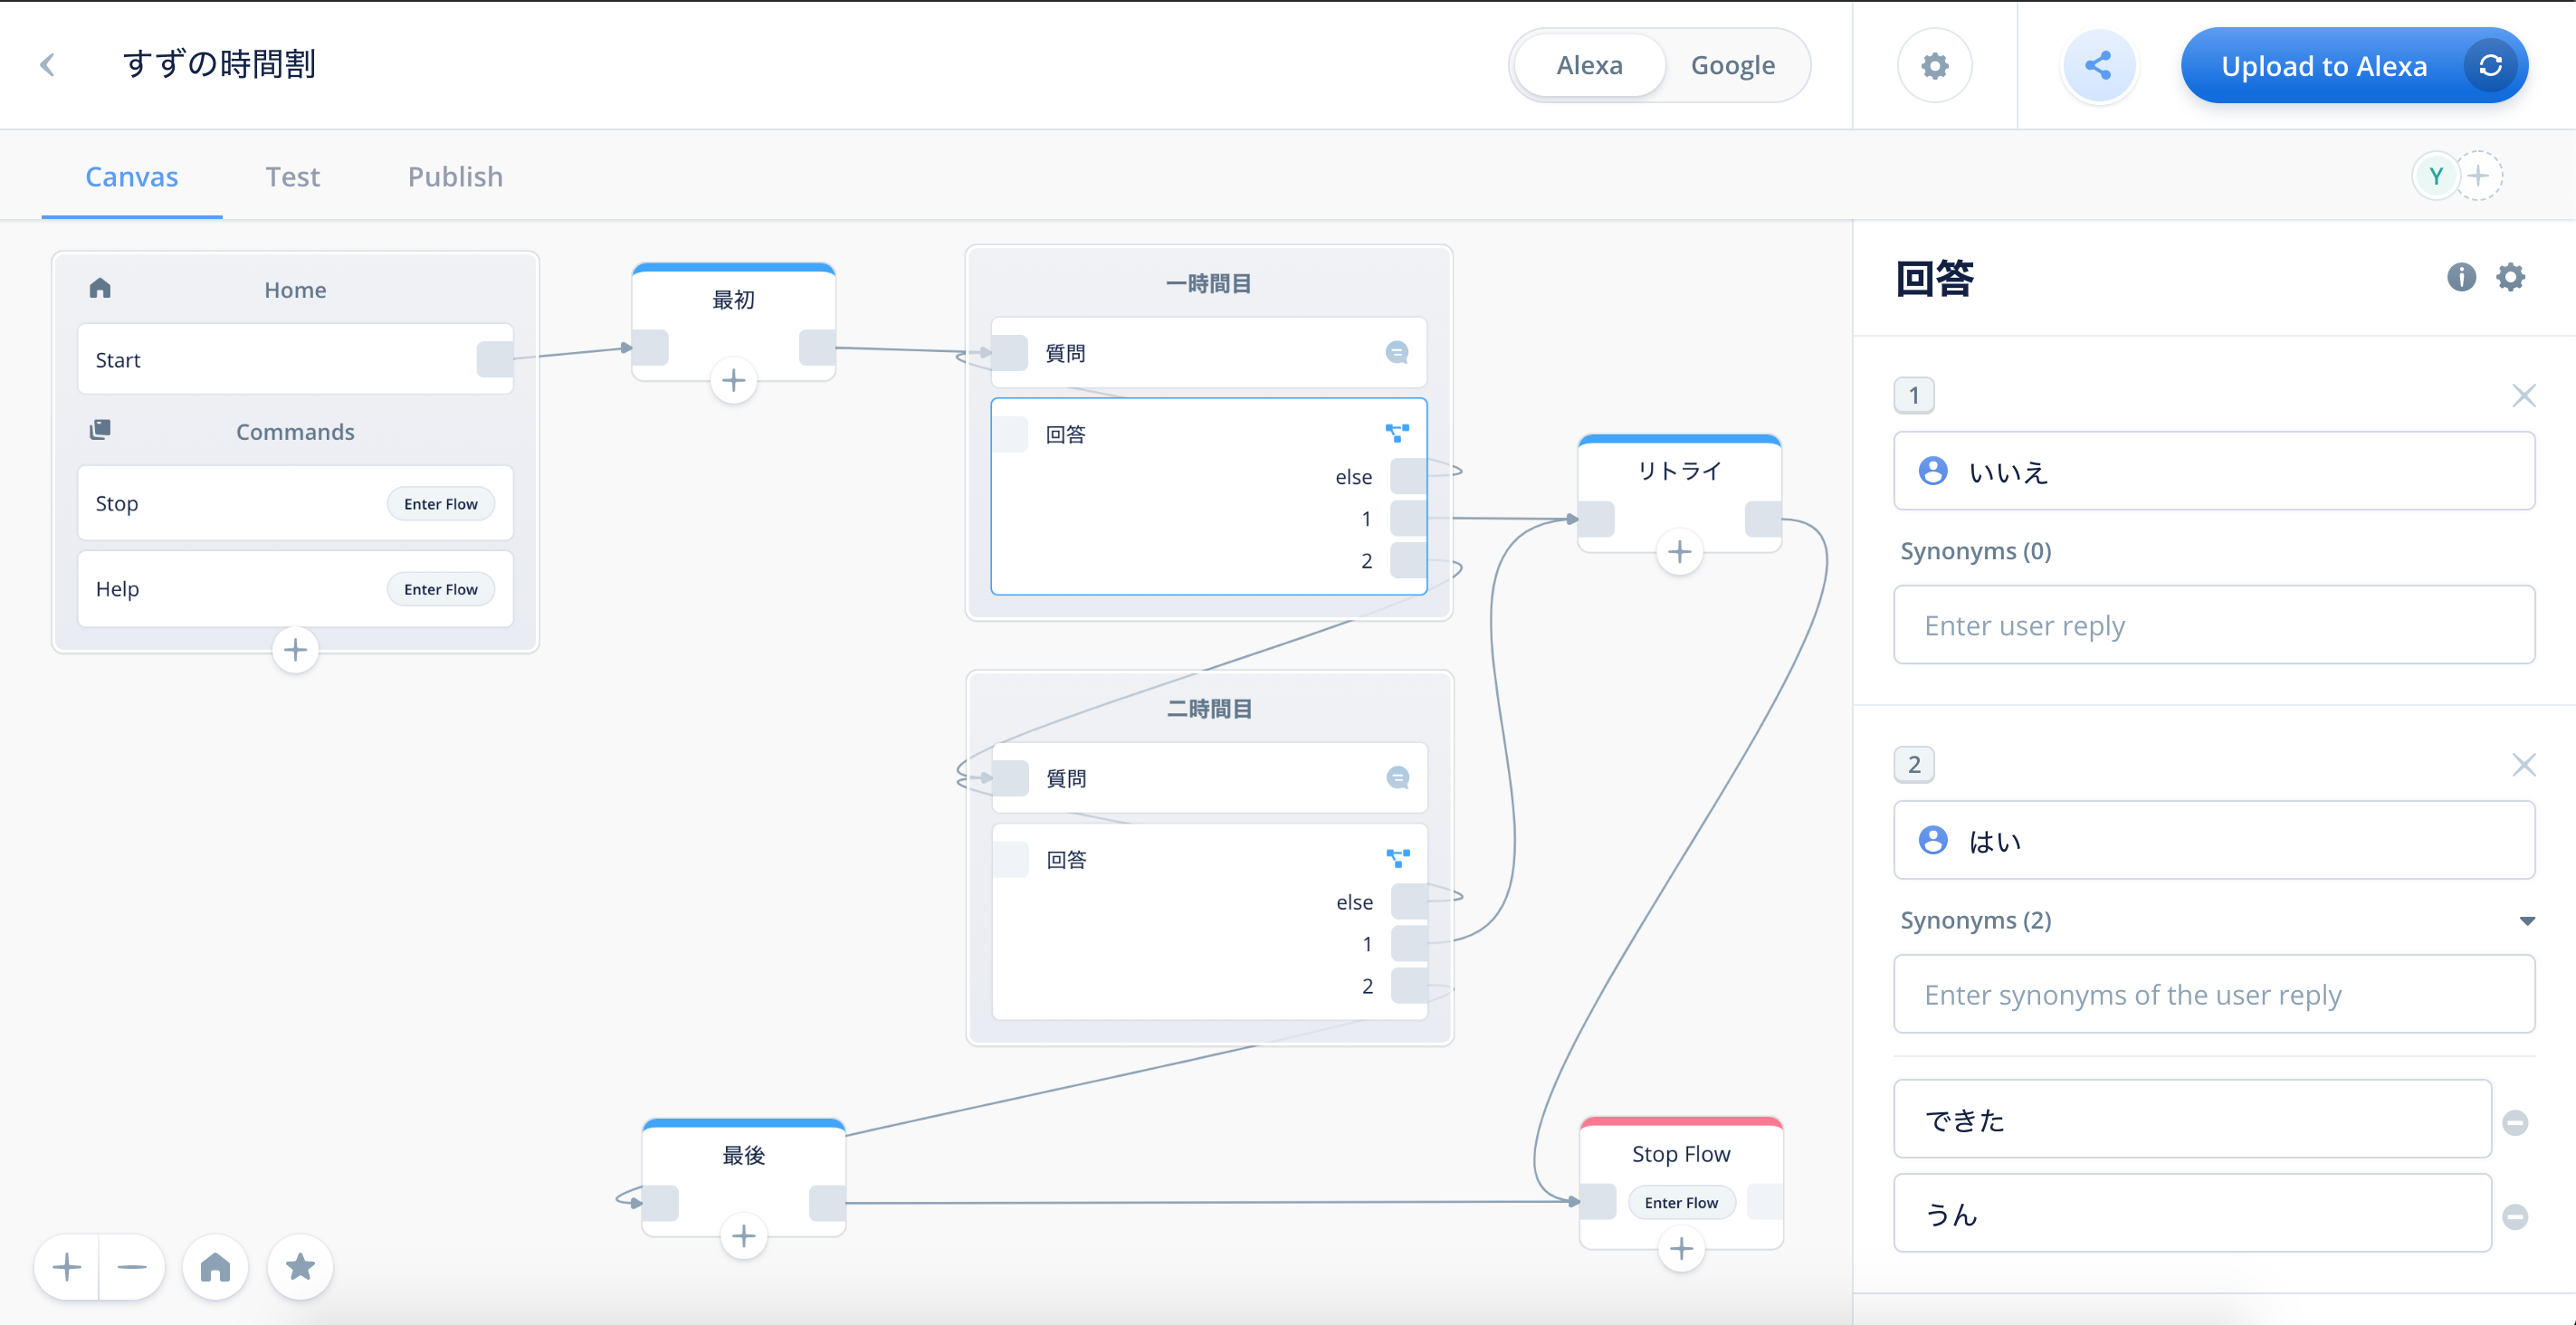 すずの時間割
Alexa
Google
Upload to Alexa
Canvas
Test
Publish
Y
Home
Start
Commands
Stop
Enter Flow
Help
Enter Flow
最初
一時間目
質問
回答
else
1
2
リトライ
二時間目
質問
回答
else
1
2
最後
Stop Flow
Enter Flow
回答
1
いいえ
Synonyms (0)
Enter user reply
2
はい
Synonyms (2)
Enter synonyms of the user reply
できた
うん